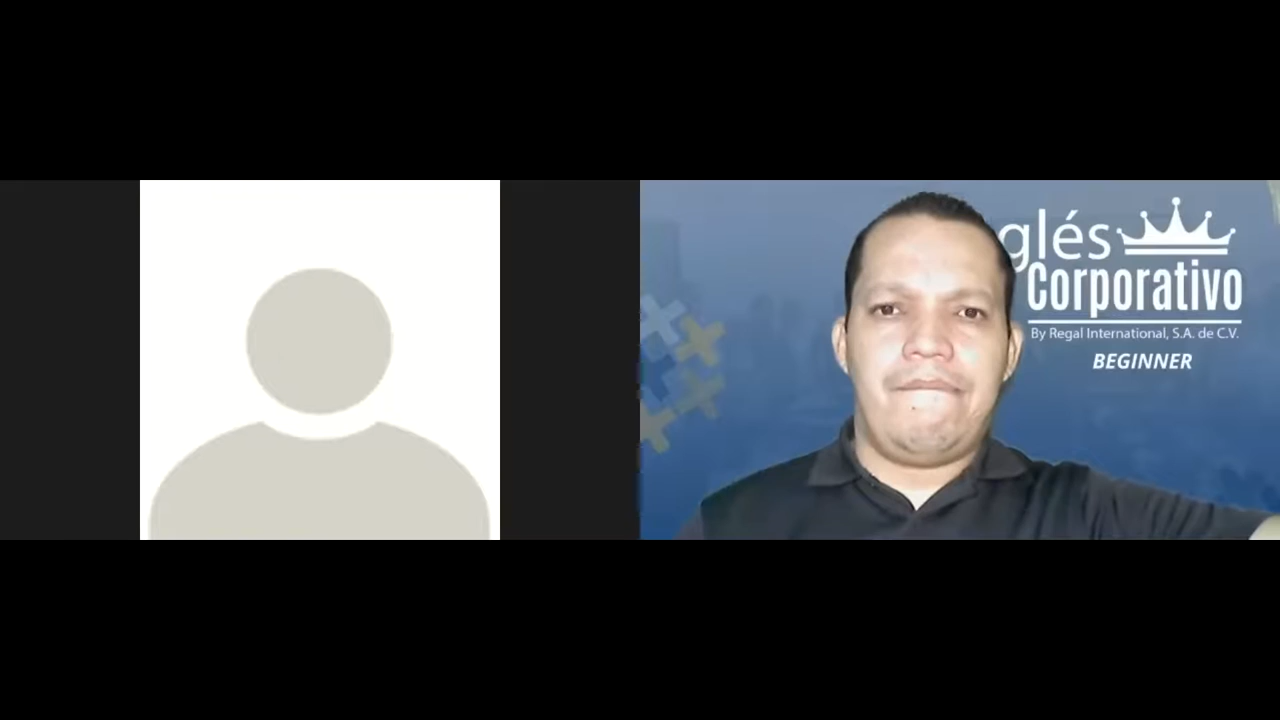 glés
Corporativo
By Regal International, S.A. de C.V.
BEGINNER